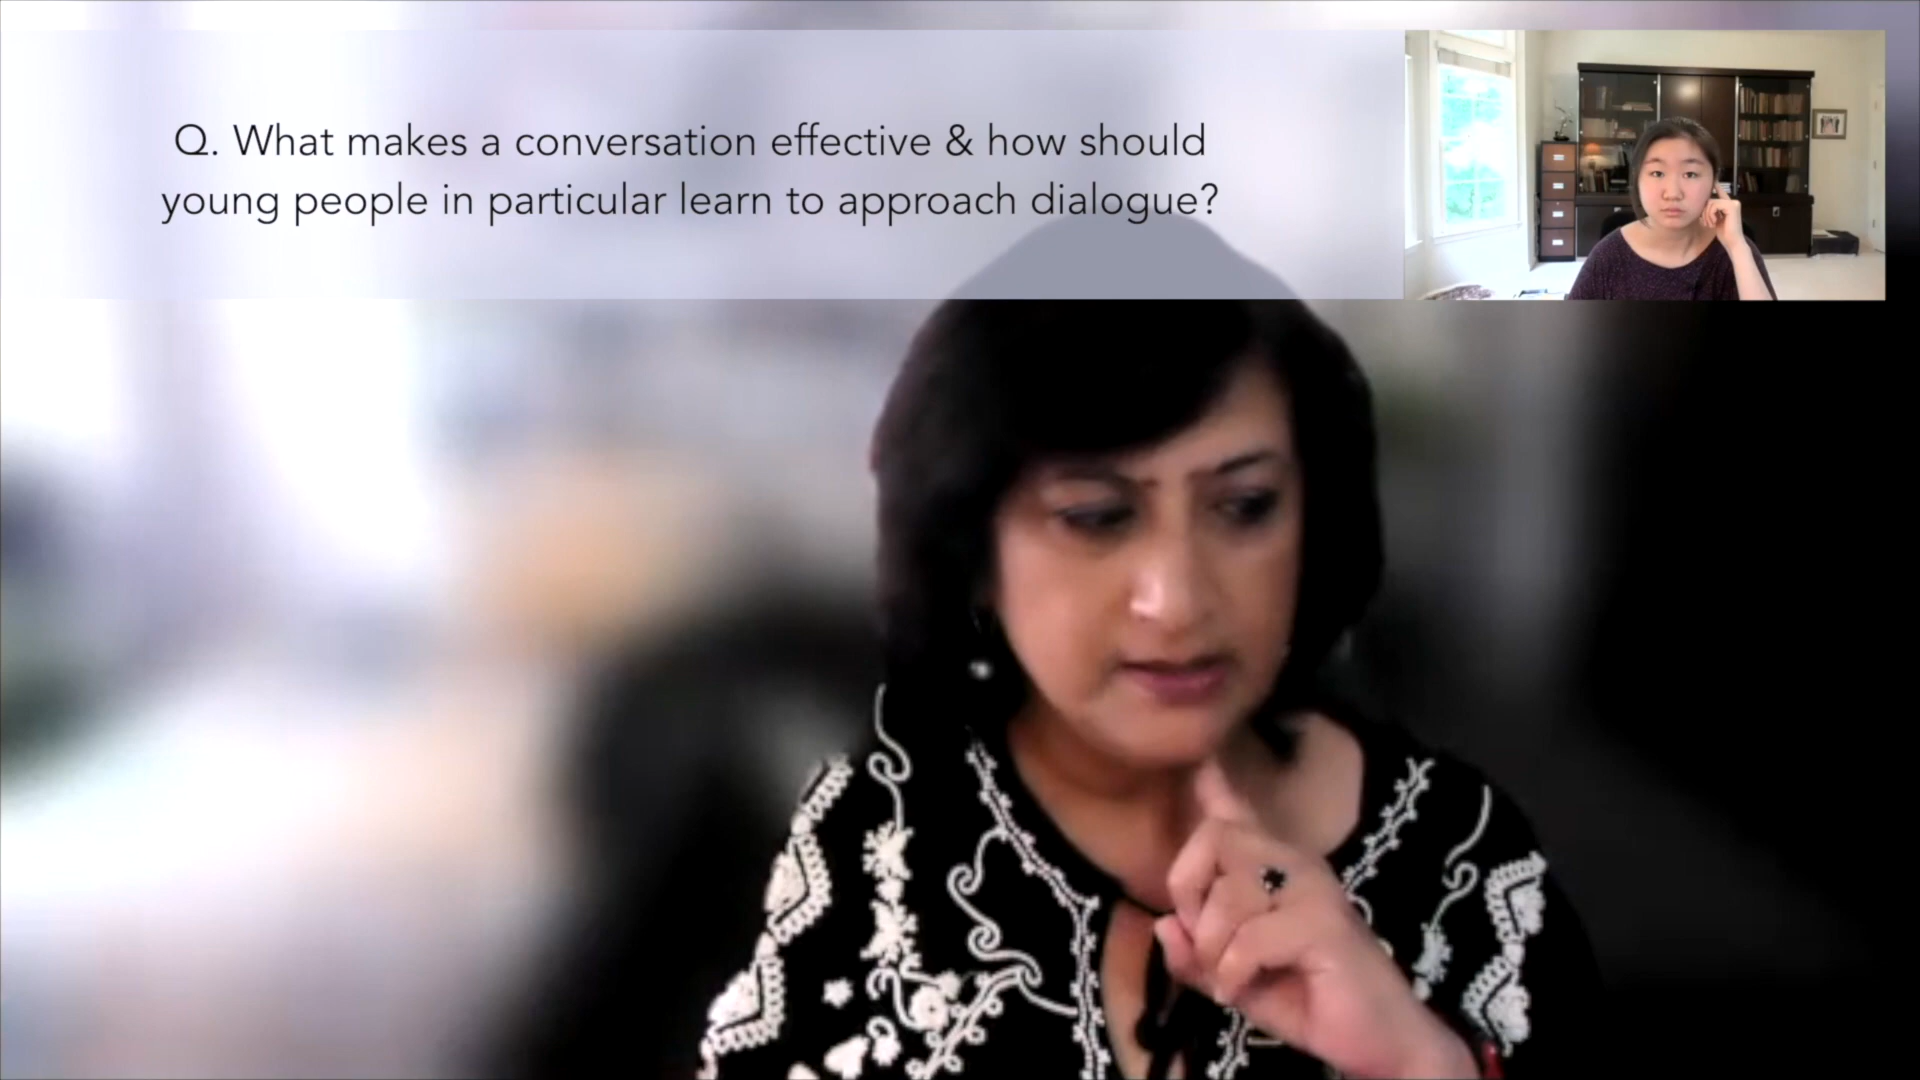 Q. What makes a conversation effective & how should
young people in particular learn to approach dialogue?